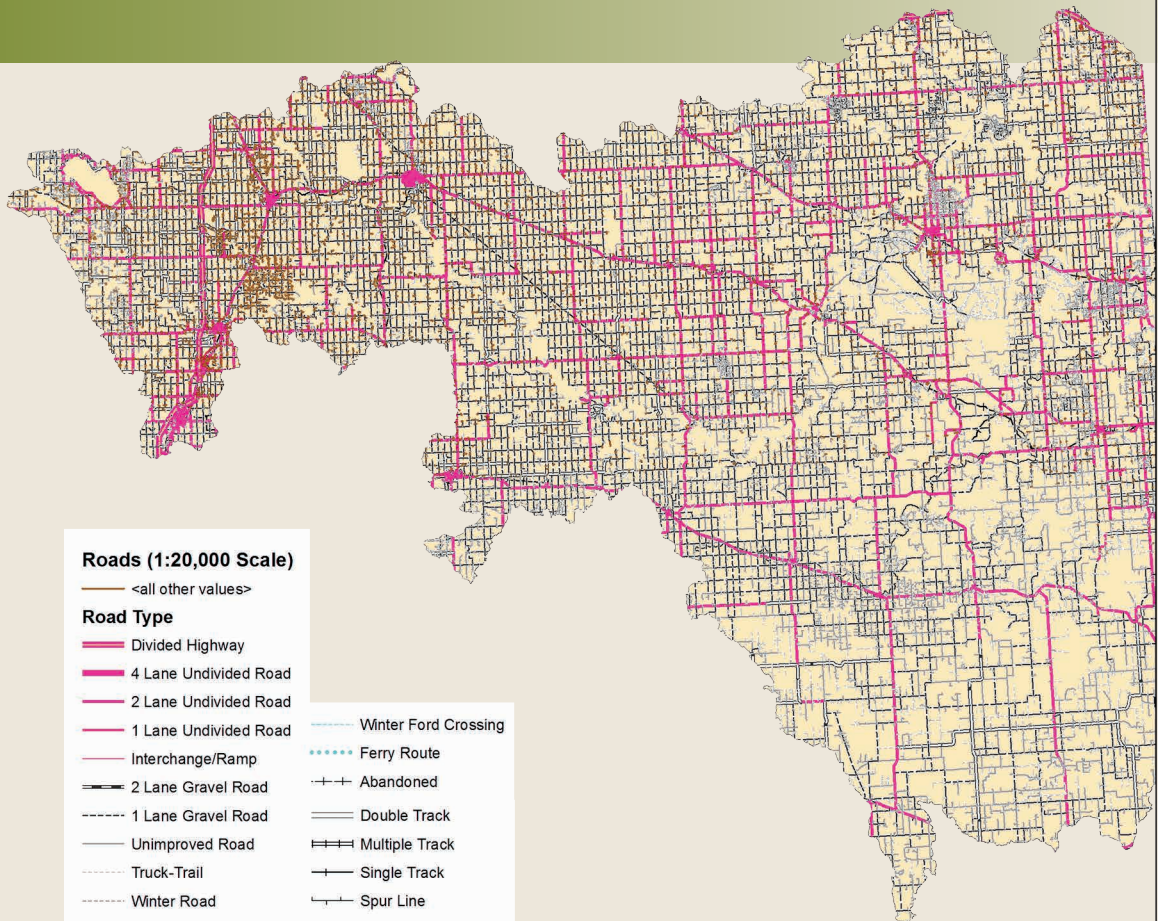 Roads (1:20,000 Scale)
<all other values>
Road Type
Divided Highway
4 Lane Undivided Road
2 Lane Undivided Road
1 Lane Undivided Road
Interchange/Ramp
2 Lane Gravel Road
1 Lane Gravel Road
Unimproved Road
Truck-Trail
Winter Road
Winter Ford Crossing
Ferry Route
Abandoned
Double Track
Multiple Track
Single Track
Spur Line